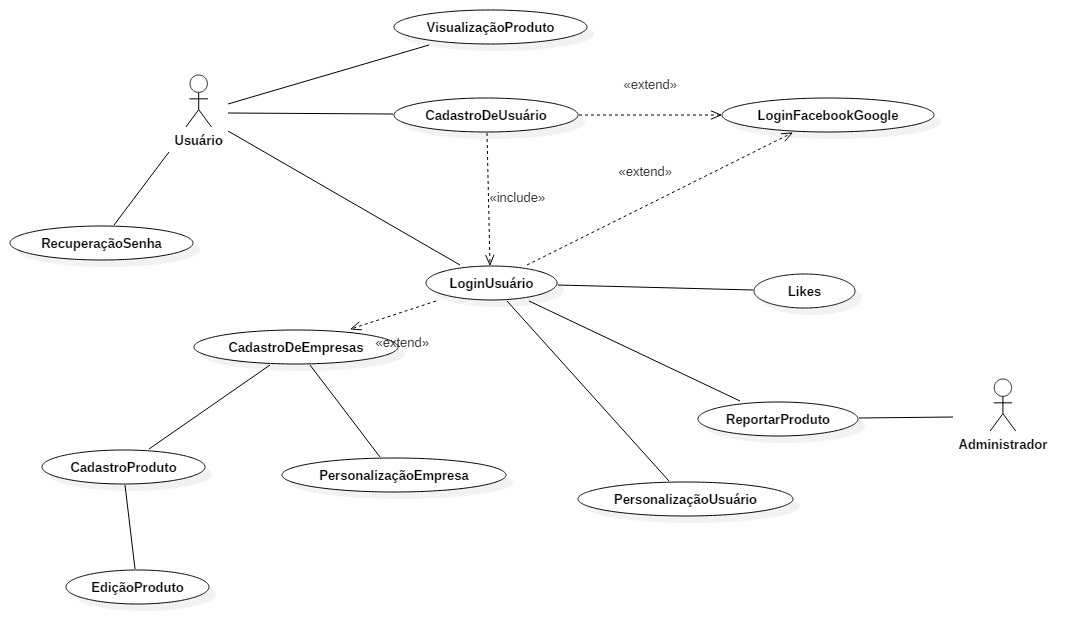 VisualizaçãoProduto
«extend»
CadastroDeUsuário
LoginFacebookGoogle
Usuário
«extend»
«include»
RecuperaçãoSenha
LoginUsuário
Likes
CadastroDeEmpresas
«extend»
ReportarProduto
Administrador
CadastroProduto
PersonalizaçãoEmpresa
PersonalizaçãoUsuário
EdiçãoProduto